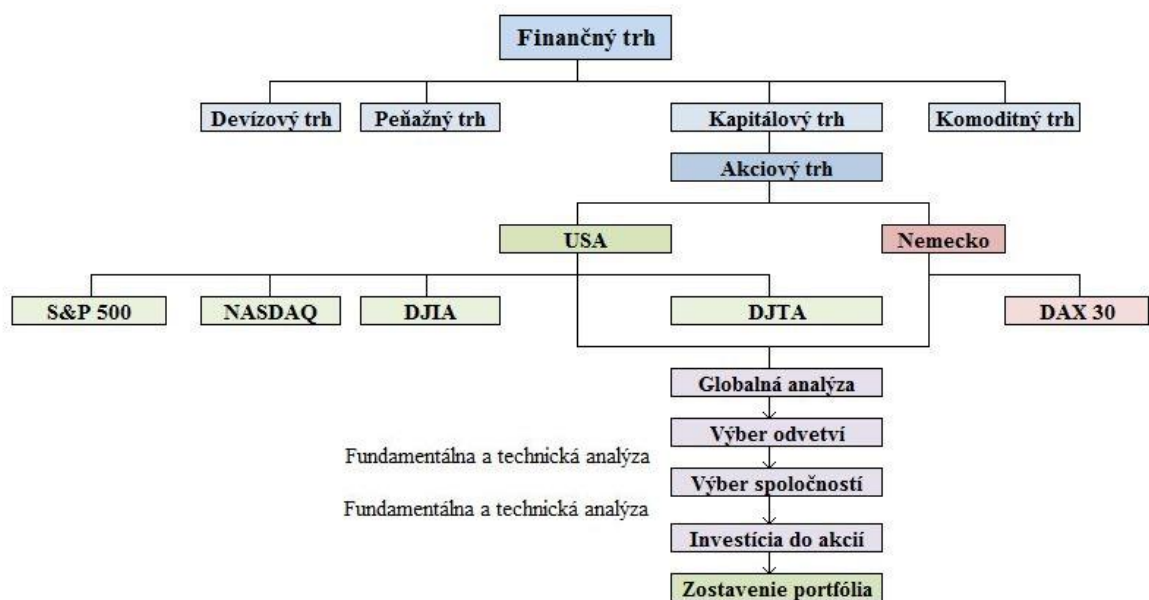 Finančný trh
Devízový trh
Peňažný trh
Kapitálový trh
Komoditný trh
Akciový trh
USA
Nemecko
S&P 500
NASDAQ
DJIA
DJTA
DAX 30
Globalná analýza
Výber odvetví
Fundamentálna a technická analýza
Výber spoločností
Fundamentálna a technická analýza
Investícia do akcií
Zostavenie portfólia